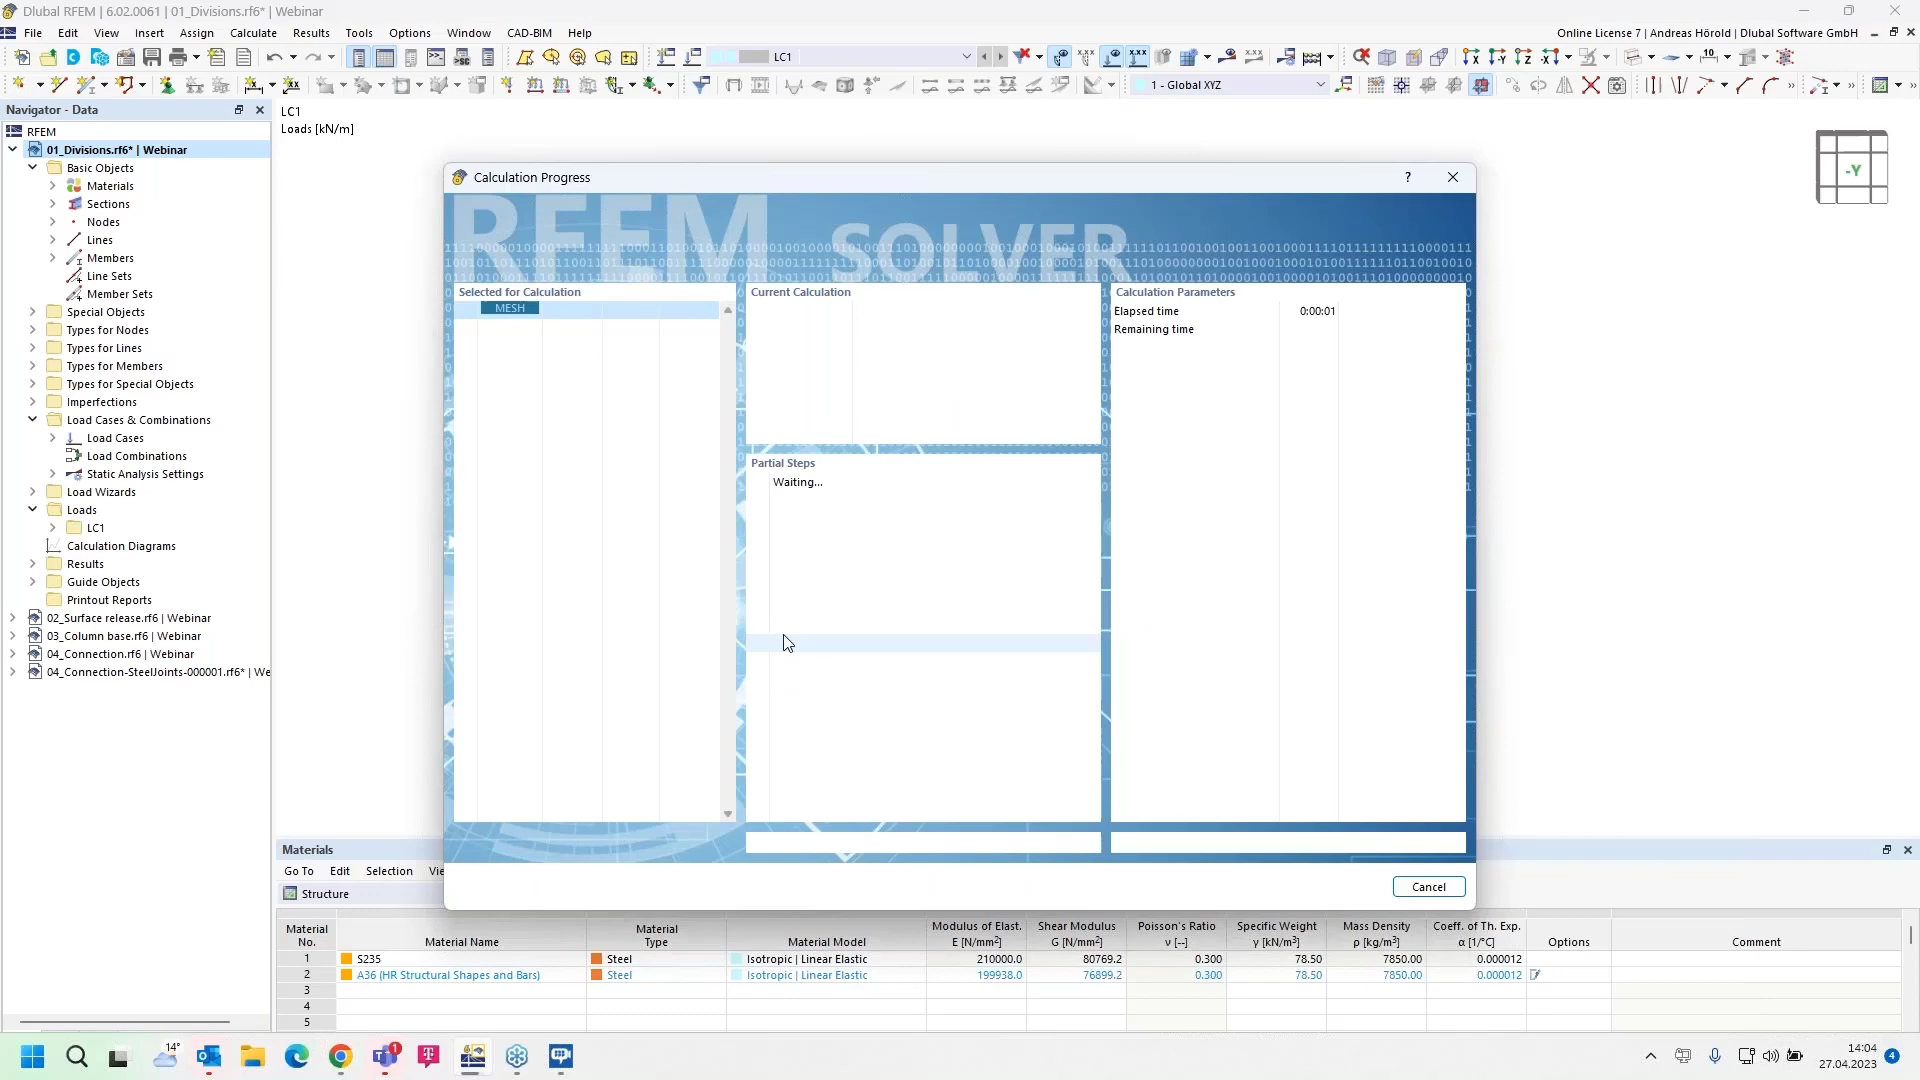 Dlubal RFEM | 6.02.0061 | 01_Divisions.rf6* | Webinar
File Edit View Insert Assign Calculate Results Tools Options Window CAD-BIM Help
Online License 7 | Andreas Hörold | Dlubal Software GmbH
LC1
1 - Global XYZ
Navigator - Data
RFEM
01_Divisions.rf6* | Webinar
Basic Objects
Materials
Sections
Nodes
Lines
Members
Line Sets
Member Sets
Special Objects
Types for Nodes
Types for Lines
Types for Members
Types for Special Objects
Imperfections
Load Cases & Combinations
Load Cases
Load Combinations
Static Analysis Settings
Load Wizards
Loads
LC1
Calculation Diagrams
Results
Guide Objects
Printout Reports
02_Surface release.rf6 | Webinar
03_Column base.rf6 | Webinar
04_Connection.rf6 | Webinar
04_Connection-SteelJoints-000001.rf6* | We
LC1
Loads [kN/m]
-Y
Calculation Progress
RFEM SOLVER
Selected for Calculation
MESH
Current Calculation
Partial Steps
Waiting...
Calculation Parameters
Elapsed time 0:00:01
Remaining time
Cancel
Materials
Go To Edit Selection
Structure
Material No. Material Name Material Type Material Model Modulus of Elast. E [N/mm²] Shear Modulus G [N/mm²] Poisson's Ratio ν [--] Specific Weight γ [kN/m³] Mass Density ρ [kg/m³] Coeff. of Th. Exp. α [1/°C] Options Comment
1 S235 Steel Isotropic | Linear Elastic 210000.0 80769.2 0.300 78.50 7850.00 0.000012
2 A36 (HR Structural Shapes and Bars) Steel Isotropic | Linear Elastic 199938.0 76899.2 0.300 78.50 7850.00 0.000012
3
4
5
14°
1
14:04
27.04.2023
4